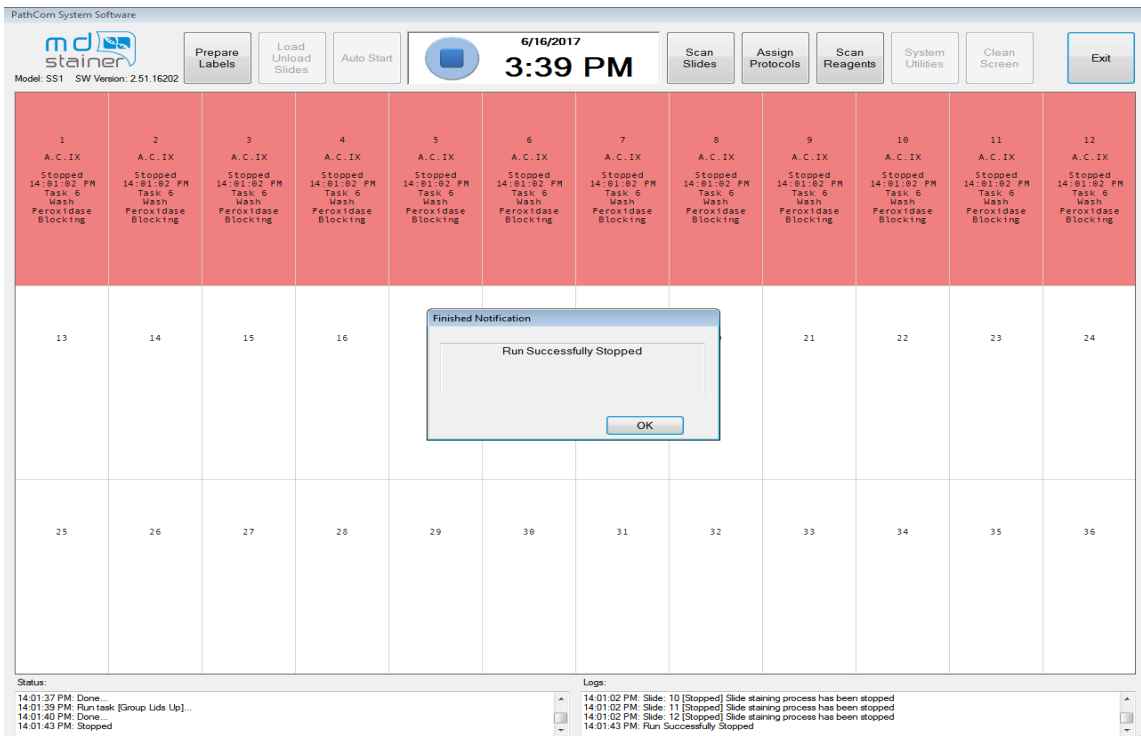 PathCom System Software
md
stainer
Model: SS1 SW Version: 2.51.16202
Prepare
Labels
Load
Unload
Slides
Auto Start
6/16/2017
3:39 PM
Scan
Slides
Assign
Protocols
Scan
Reagents
System
Utilities
Clean
Screen
Exit
1 2 3 4 5 6 7 8 9 10 11 12
A.C.IX A.C.IX A.C.IX A.C.IX A.C.IX A.C.IX A.C.IX A.C.IX A.C.IX A.C.IX A.C.IX A.C.IX
Stopped Stopped Stopped Stopped Stopped Stopped Stopped Stopped Stopped Stopped Stopped Stopped
14:01:02 PM 14:01:02 PM 14:01:02 PM 14:01:02 PM 14:01:02 PM 14:01:02 PM 14:01:02 PM 14:01:02 PM 14:01:02 PM 14:01:02 PM 14:01:02 PM 14:01:02 PM
Task 6 Task 6 Task 6 Task 6 Task 6 Task 6 Task 6 Task 6 Task 6 Task 6 Task 6 Task 6
Wash Wash Wash Wash Wash Wash Wash Wash Wash Wash Wash Wash
Peroxidase Peroxidase Peroxidase Peroxidase Peroxidase Peroxidase Peroxidase Peroxidase Peroxidase Peroxidase Peroxidase Peroxidase
Blocking Blocking Blocking Blocking Blocking Blocking Blocking Blocking Blocking Blocking Blocking Blocking
13 14 15 16 21 22 23 24
Finished Notification
Run Successfully Stopped
OK
25 26 27 28 29 30 31 32 33 34 35 36
Status:
14:01:37 PM: Done...
14:01:39 PM: Run task [Group Lids Up]...
14:01:40 PM: Done...
14:01:43 PM: Stopped
Logs:
14:01:02 PM: Slide: 10 [Stopped] Slide staining process has been stopped
14:01:02 PM: Slide: 11 [Stopped] Slide staining process has been stopped
14:01:02 PM: Slide: 12 [Stopped] Slide staining process has been stopped
14:01:43 PM: Run Successfully Stopped